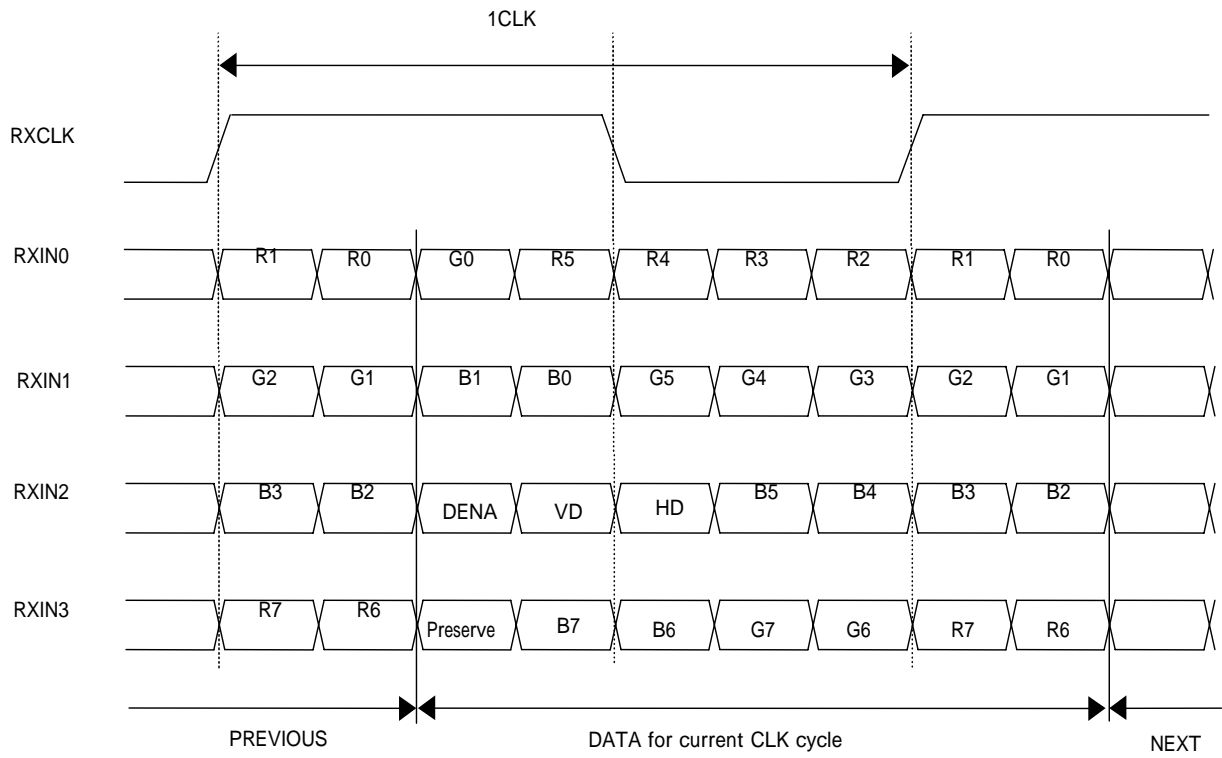 1CLK
RXCLK
RXIN0 R1 R0 G0 R5 R4 R3 R2 R1 R0
RXIN1 G2 G1 B1 B0 G5 G4 G3 G2 G1
RXIN2 B3 B2 DENA VD HD B5 B4 B3 B2
RXIN3 R7 R6 Preserve B7 B6 G7 G6 R7 R6
PREVIOUS DATA for current CLK cycle NEXT